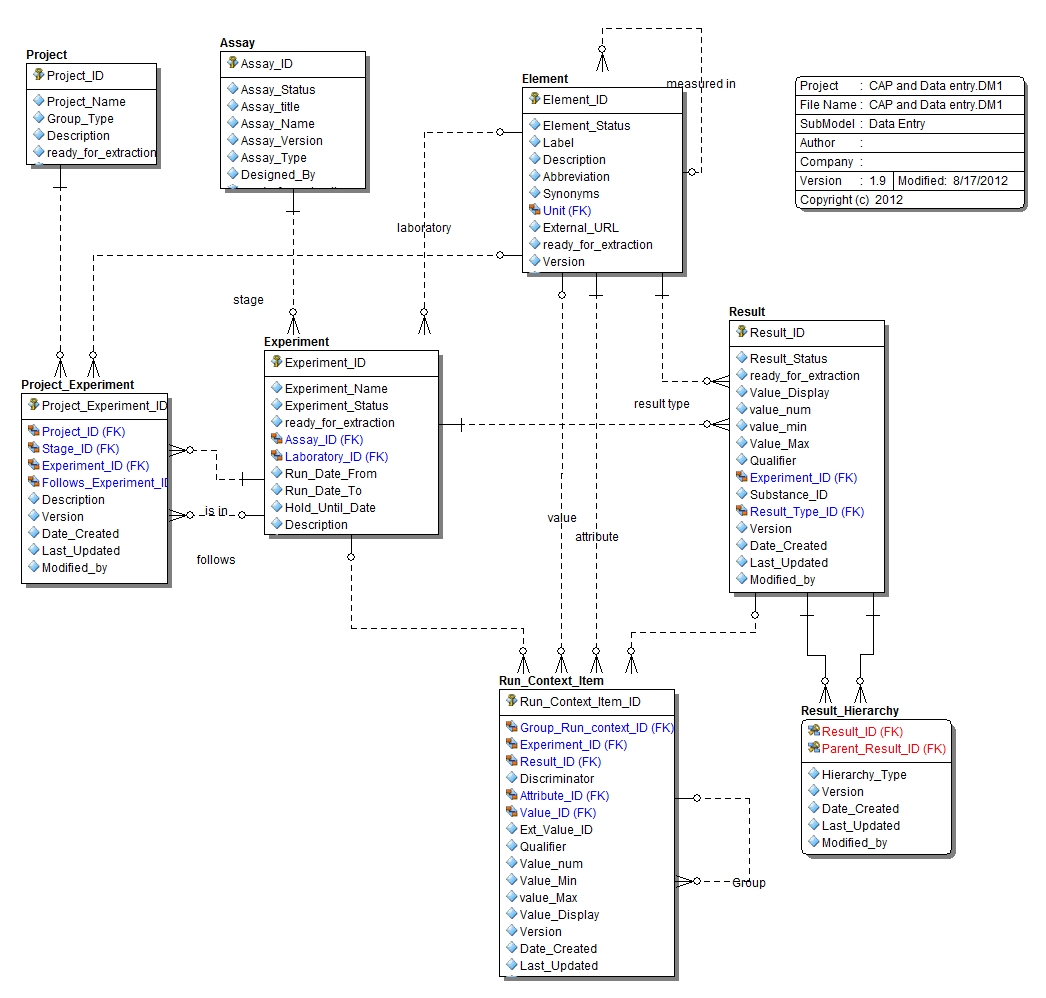 Project
Project_ID
Project_Name
Group_Type
Description
ready_for_extraction
Assay
Assay_ID
Assay_Status
Assay_title
Assay_Name
Assay_Version
Assay_Type
Designed_By
Element
Element_ID
Element_Status
Label
Description
Abbreviation
Synonyms
Unit (FK)
External_URL
ready_for_extraction
Version
measured in
Project : CAP and Data entry.DM1
File Name : CAP and Data entry.DM1
SubModel : Data Entry
Author :
Company :
Version : 1.9 Modified: 8/17/2012
Copyright (c) 2012
laboratory
stage
Experiment
Experiment_ID
Experiment_Name
Experiment_Status
ready_for_extraction
Assay_ID (FK)
Laboratory_ID (FK)
Run_Date_From
Run_Date_To
Hold_Until_Date
Description
Project_Experiment
Project_Experiment_ID
Project_ID (FK)
Stage_ID (FK)
Experiment_ID (FK)
Follows_Experiment_ID
Description
Version
Date_Created
Last_Updated
Modified_by
is in
follows
result type
value
attribute
Result
Result_ID
Result_Status
ready_for_extraction
Value_Display
value_num
value_min
Value_Max
Qualifier
Experiment_ID (FK)
Substance_ID
Result_Type_ID (FK)
Version
Date_Created
Last_Updated
Modified_by
Run_Context_Item
Run_Context_Item_ID
Group_Run_context_ID (FK)
Experiment_ID (FK)
Result_ID (FK)
Discriminator
Attribute_ID (FK)
Value_ID (FK)
Ext_Value_ID
Qualifier
Value_num
Value_Min
value_Max
Value_Display
Version
Date_Created
Last_Updated
Group
Result_Hierarchy
Result_ID (FK)
Parent_Result_ID (FK)
Hierarchy_Type
Version
Date_Created
Last_Updated
Modified_by